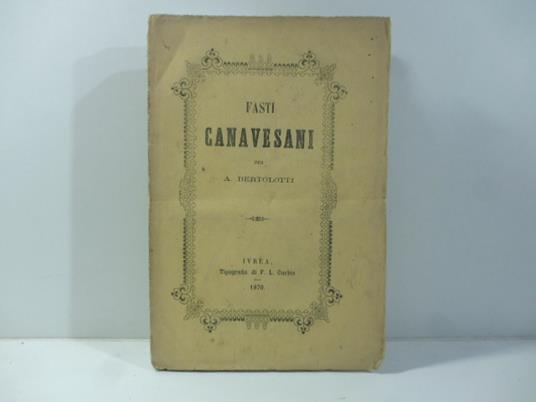 FASTI
CANAVESANI
PER
A. BERTOLOTTI
IVREA,
Tipografia di F. L. Curbis
1870.